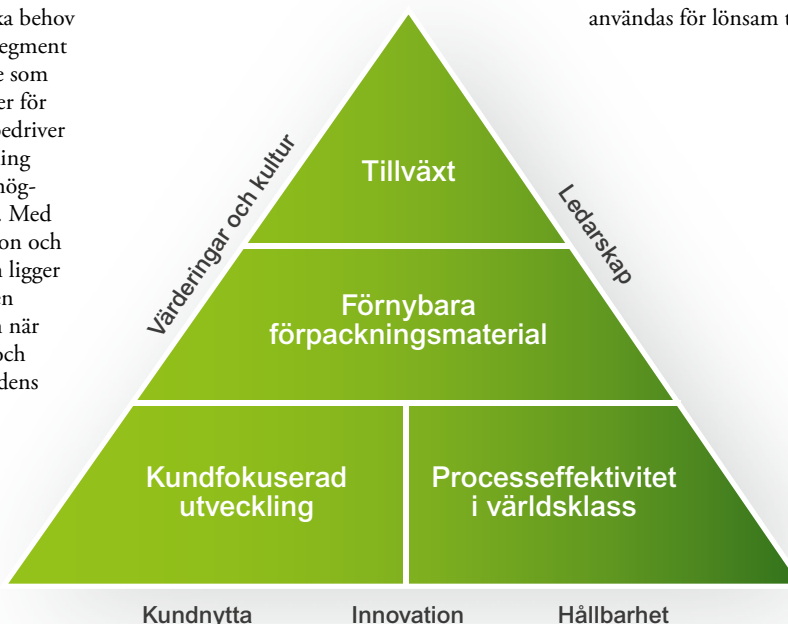 ka behov
egment
e som
er för
edriver
ing
ög-
. Med
on och
ligger
en
när
och
dens
användas för lönsam t
Värderingar och kultur
Ledarskap
Tillväxt
Förnybara
förpackningsmaterial
Kundfokuserad
utveckling
Processeffektivitet
i världsklass
Kundnytta Innovation Hållbarhet